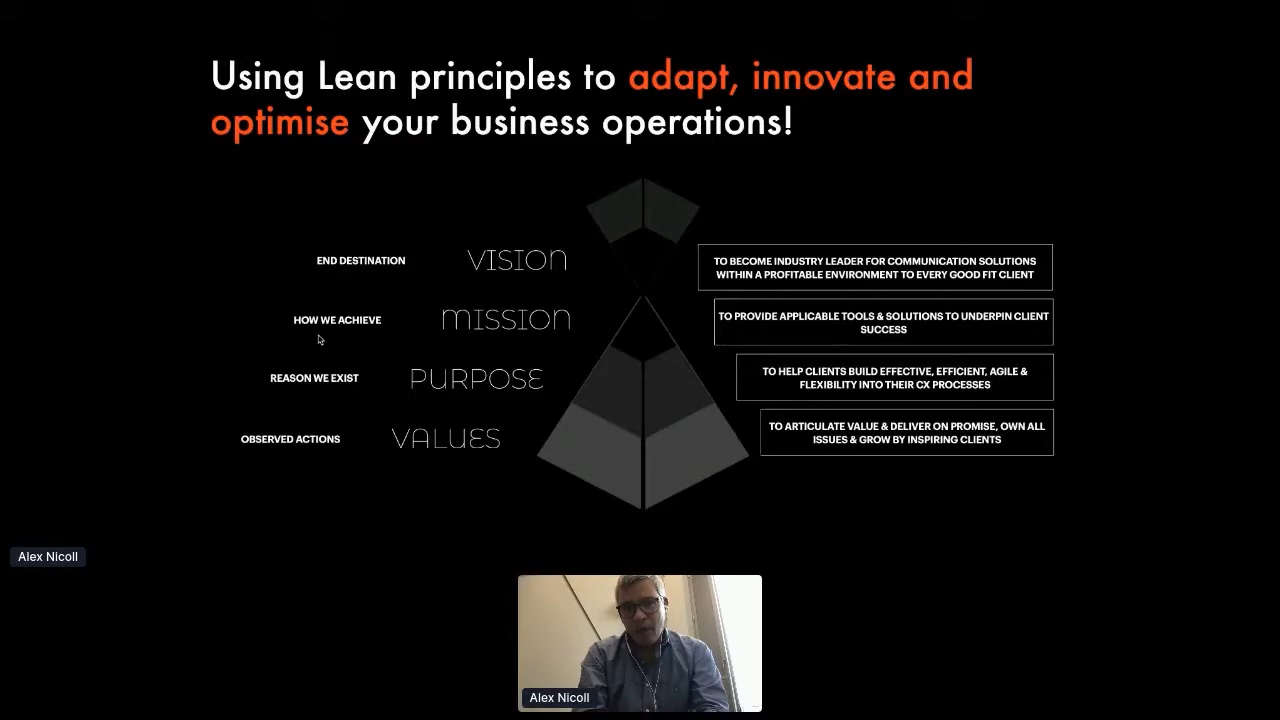 Using Lean principles to adapt, innovate and
optimise your business operations!
END DESTINATION
VISION
TO BECOME INDUSTRY LEADER FOR COMMUNICATION SOLUTIONS
WITHIN A PROFITABLE ENVIRONMENT TO EVERY GOOD FIT CLIENT
HOW WE ACHIEVE
MISSION
TO PROVIDE APPLICABLE TOOLS & SOLUTIONS TO UNDERPIN CLIENT
SUCCESS
REASON WE EXIST
PURPOSE
TO HELP CLIENTS BUILD EFFECTIVE, EFFICIENT, AGILE &
FLEXIBILITY INTO THEIR CX PROCESSES
OBSERVED ACTIONS
VALUES
TO ARTICULATE VALUE & DELIVER ON PROMISE, OWN ALL
ISSUES & GROW BY INSPIRING CLIENTS
Alex Nicoll
Alex Nicoll